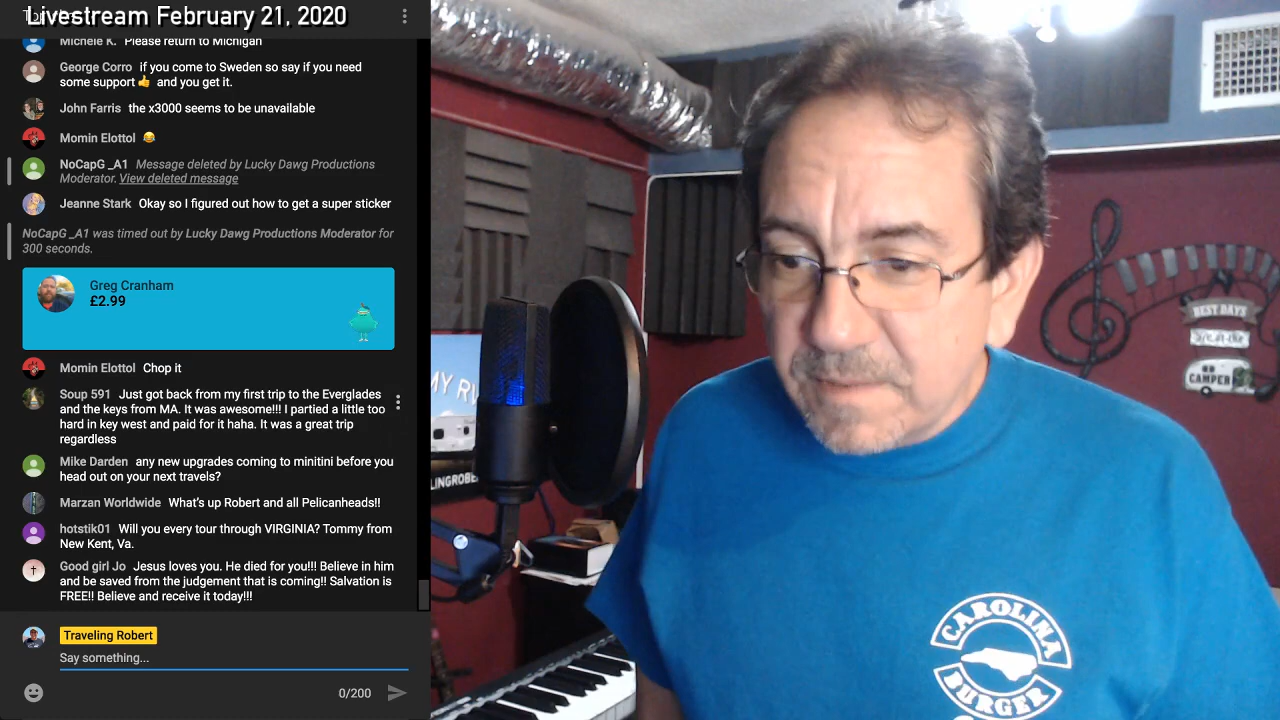 Livestream February 21, 2020
Michele K. Please return to Michigan
George Corro if you come to Sweden so say if you need
some support👍 and you get it.
John Farris the x3000 seems to be unavailable
Momin Elottol 😂
NoCapG_A1 Message deleted by Lucky Dawg Productions
Moderator. View deleted message
Jeanne Stark Okay so I figured out how to get a super sticker
NoCapG_A1 was timed out by Lucky Dawg Productions Moderator for
300 seconds.
Greg Cranham
£2.99
Momin Elottol Chop it
Soup 591 Just got back from my first trip to the Everglades
and the keys from MA. It was awesome!!! I partied a little too
hard in key west and paid for it haha. It was a great trip
regardless
Mike Darden any new upgrades coming to minitini before you
head out on your next travels?
Marzan Worldwide What's up Robert and all Pelicanheads!!
hotstik01 Will you every tour through VIRGINIA? Tommy from
New Kent, Va.
Good girl Jo Jesus loves you. He died for you!!! Believe in him
and be saved from the judgement that is coming!! Salvation is
FREE!! Believe and receive it today!!!
Traveling Robert
Say something...
0/200
MY RV
LINGROBE
BEST DAYS
CAMPER
CAROLINA
BURGER